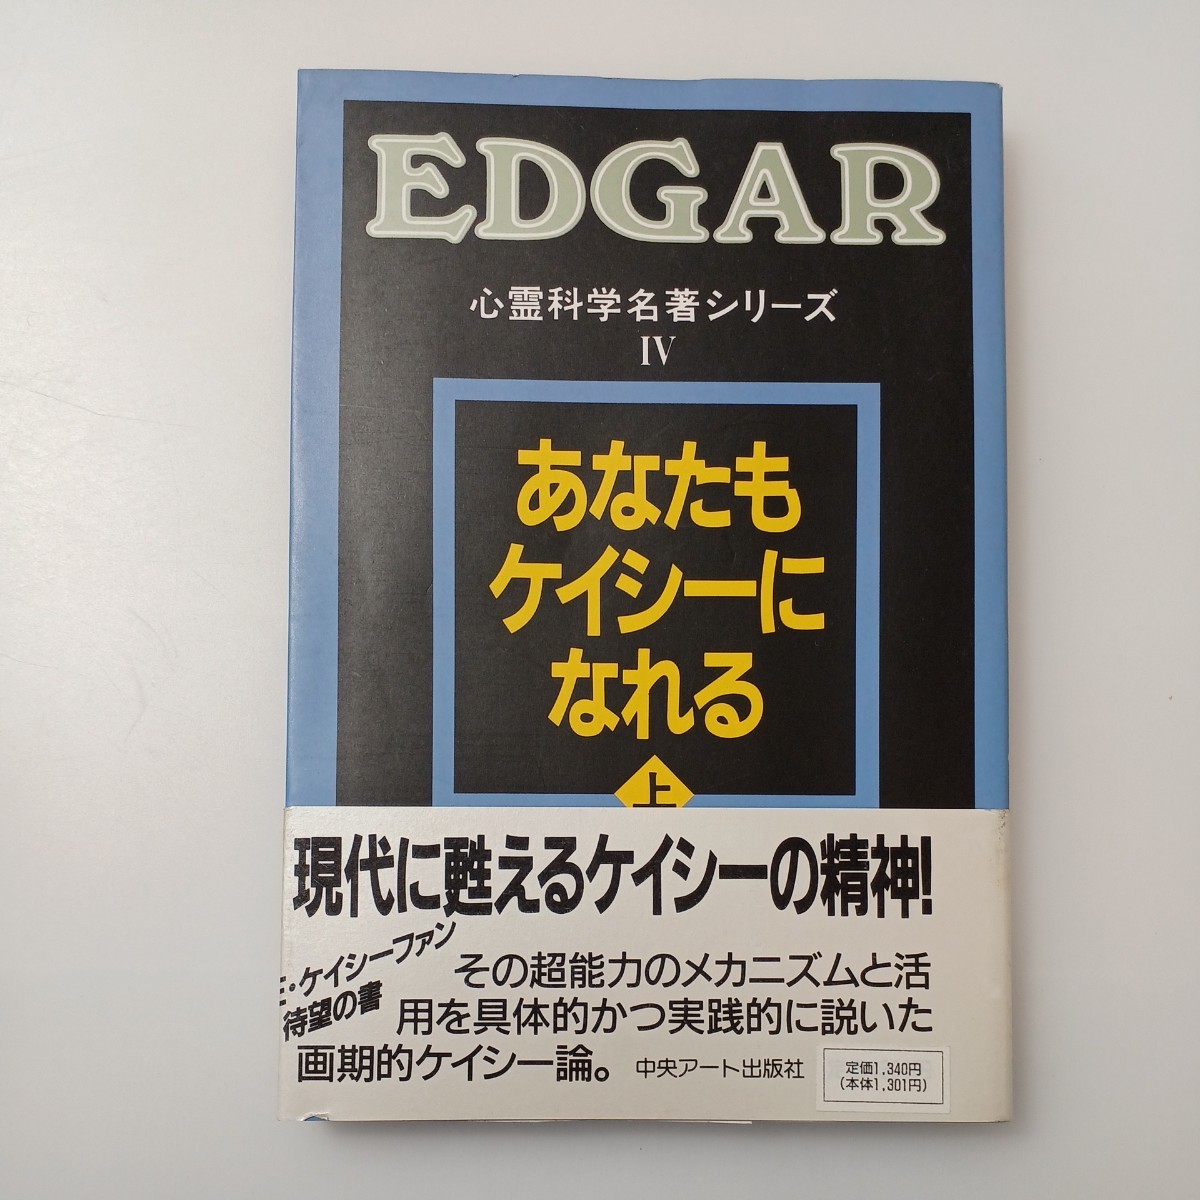 EDGAR
心霊科学名著シリーズ
IV
あなたも
ケイシーに
なれる
上
現代に甦えるケイシーの精神!
E・ケイシーファン
待望の書
その超能力のメカニズムと活
用を具体的かつ実践的に説いた
画期的ケイシー論。
中央アート出版社
定価1,340円
(本体1,301円)